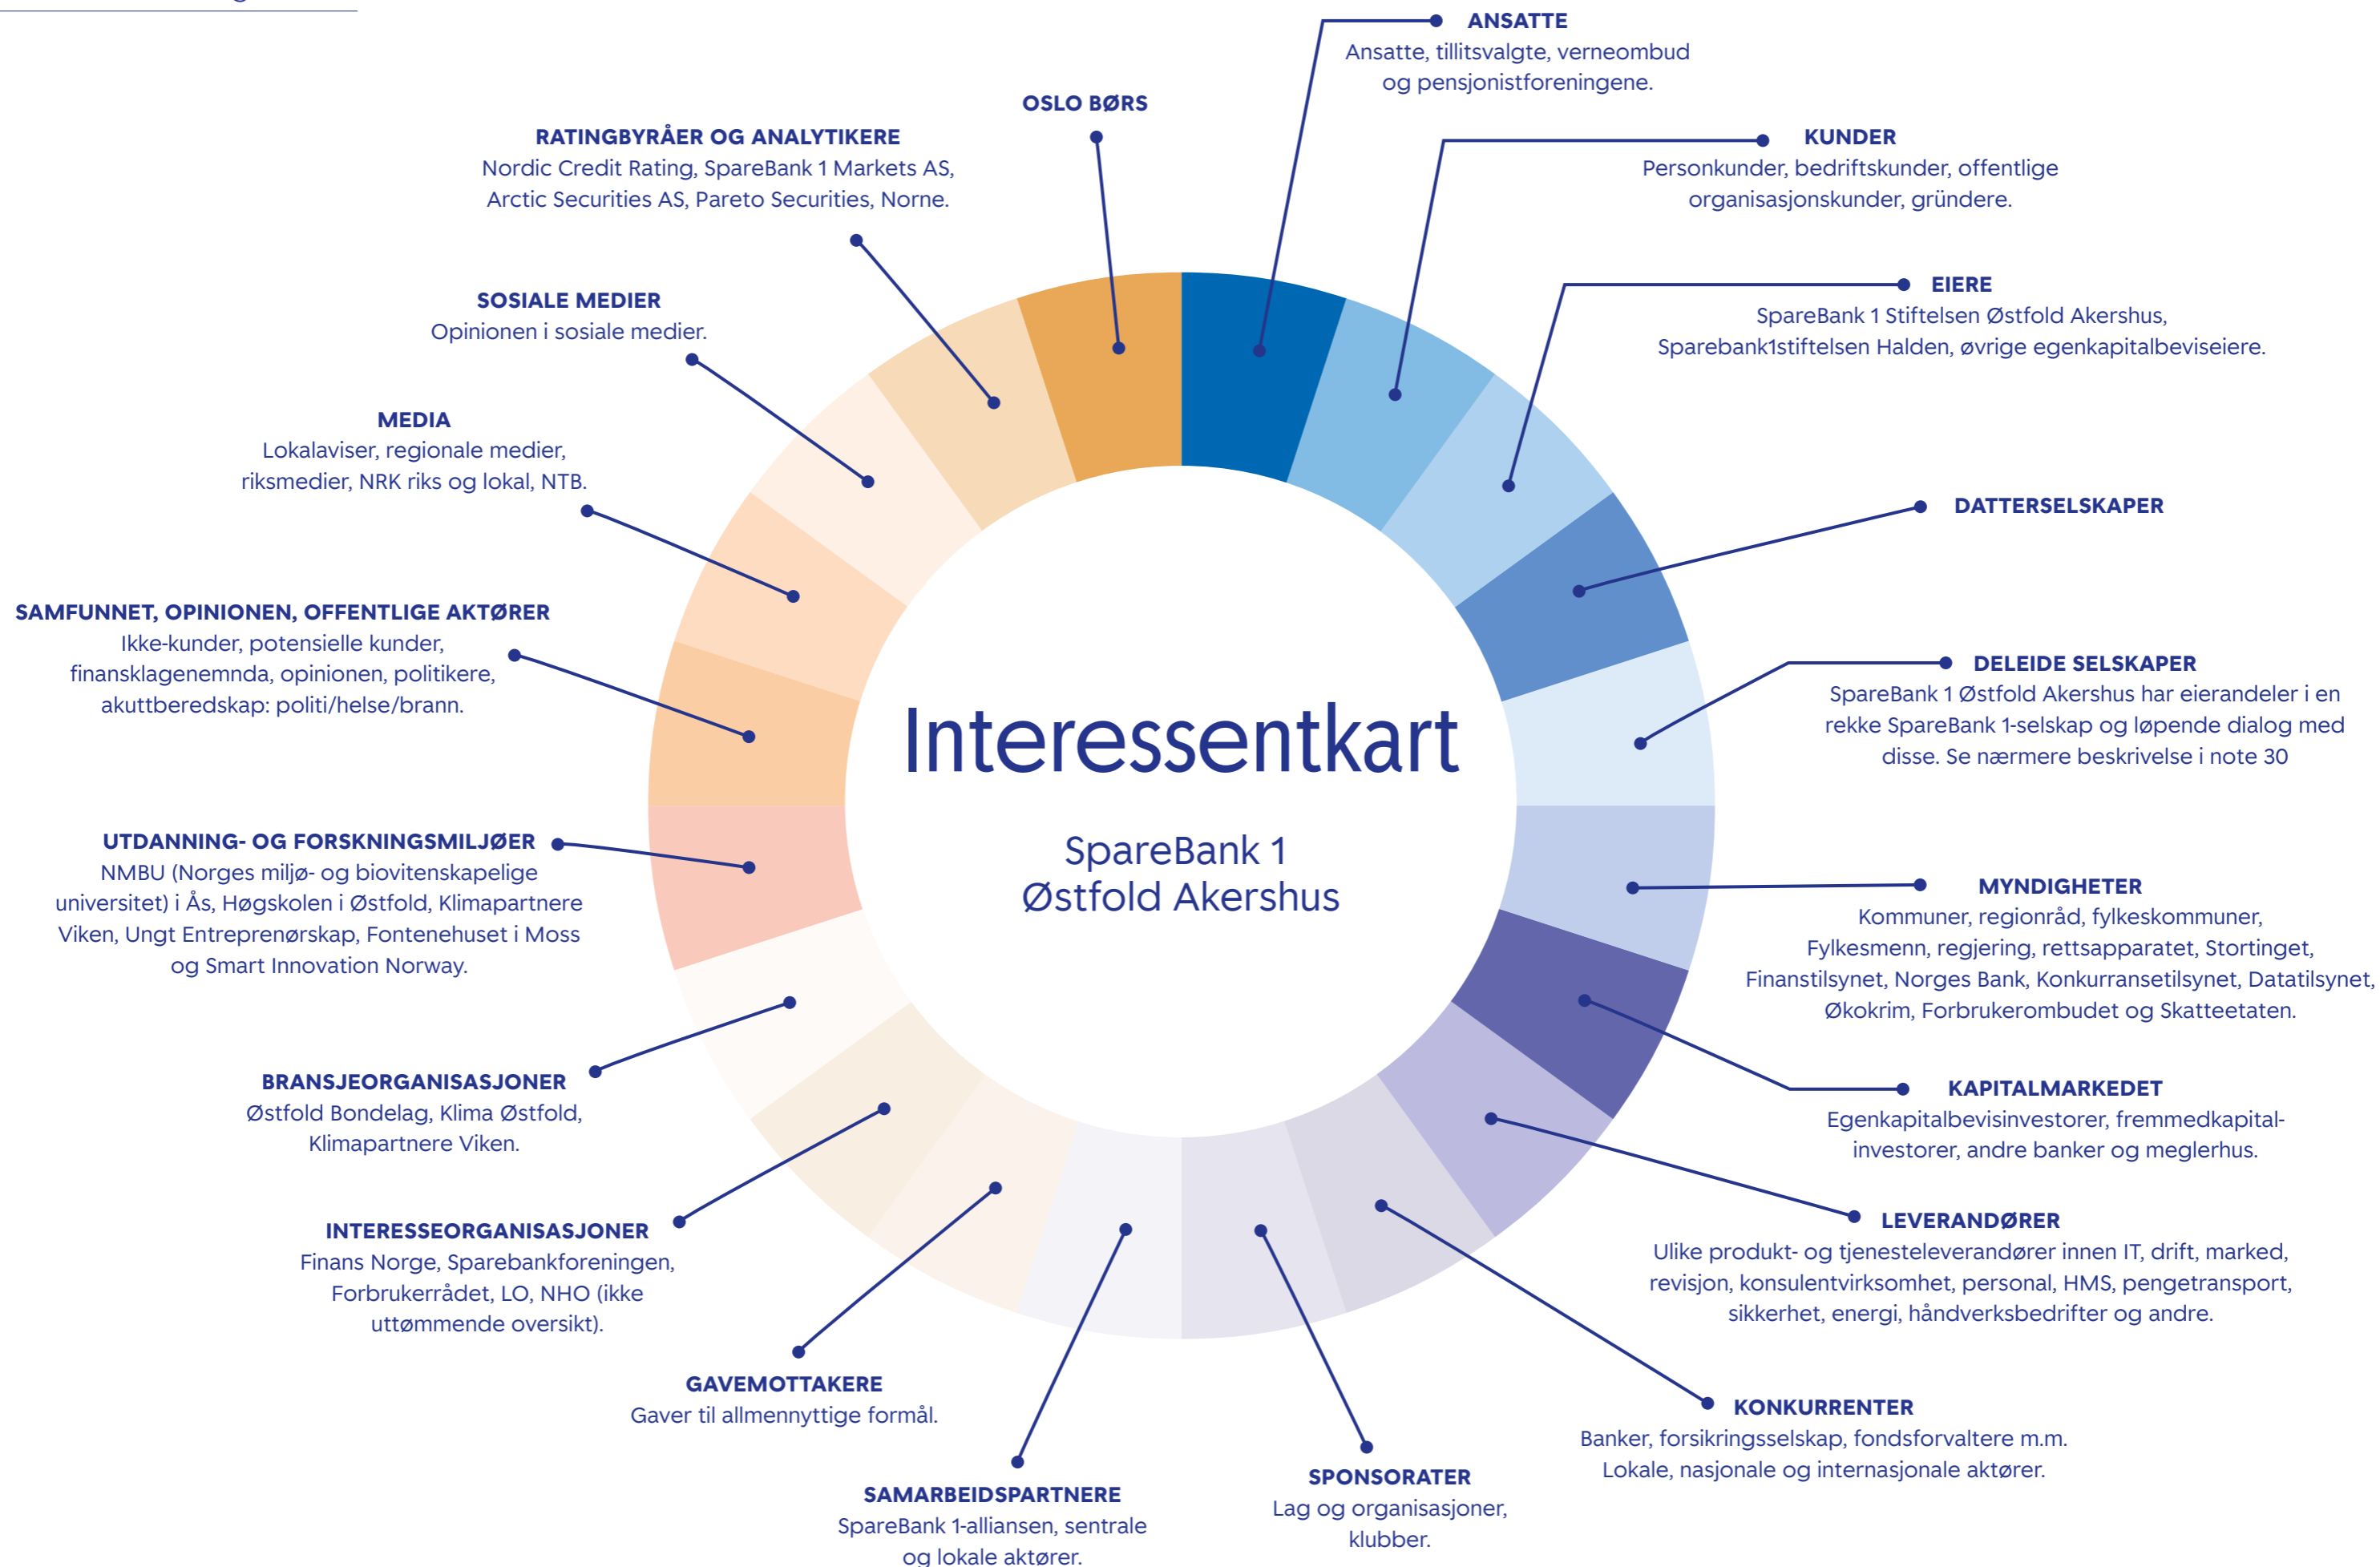 ANSATTE
Ansatte, tillitsvalgte, verneombud
og pensjonistforeningene.
KUNDER
Personkunder, bedriftskunder, offentlige
organisasjonskunder, gründere.
EIERE
SpareBank 1 Stiftelsen Østfold Akershus,
Sparebank1stiftelsen Halden, øvrige egenkapitalbeviseiere.
DATTERSELSKAPER
DELEIDE SELSKAPER
SpareBank 1 Østfold Akershus har eierandeler i en
rekke SpareBank 1-selskap og løpende dialog med
disse. Se nærmere beskrivelse i note 30
MYNDIGHETER
Kommuner, regionråd, fylkeskommuner,
Fylkesmenn, regjering, rettsapparatet, Stortinget,
Finanstilsynet, Norges Bank, Konkurransetilsynet, Datatilsynet,
Økokrim, Forbrukerombudet og Skatteetaten.
KAPITALMARKEDET
Egenkapitalbevisinvestorer, fremmedkapital-
investorer, andre banker og meglerhus.
LEVERANDØRER
Ulike produkt- og tjenesteleverandører innen IT, drift, marked,
revisjon, konsulentvirksomhet, personal, HMS, pengetransport,
sikkerhet, energi, håndverksbedrifter og andre.
KONKURRENTER
Banker, forsikringsselskap, fondsforvaltere m.m.
Lokale, nasjonale og internasjonale aktører.
SPONSORATER
Lag og organisasjoner,
klubber.
SAMARBEIDSPARTNERE
SpareBank 1-alliansen, sentrale
og lokale aktører.
GAVEMOTTAKERE
Gaver til allmennyttige formål.
INTERESSEORGANISASJONER
Finans Norge, Sparebankforeningen,
Forbrukerrådet, LO, NHO (ikke
uttømmende oversikt).
BRANSJEORGANISASJONER
Østfold Bondelag, Klima Østfold,
Klimapartnere Viken.
UTDANNING- OG FORSKNINGSMILJØER
NMBU (Norges miljø- og biovitenskapelige
universitet) i Ås, Høgskolen i Østfold, Klimapartnere
Viken, Ungt Entreprenørskap, Fontenehuset i Moss
og Smart Innovation Norway.
SAMFUNNET, OPINIONEN, OFFENTLIGE AKTØRER
Ikke-kunder, potensielle kunder,
finansklagenemnda, opinionen, politikere,
akuttberedskap: politi/helse/brann.
MEDIA
Lokalaviser, regionale medier,
riksmedier, NRK riks og lokal, NTB.
SOSIALE MEDIER
Opinionen i sosiale medier.
RATINGBYRÅER OG ANALYTIKERE
Nordic Credit Rating, SpareBank 1 Markets AS,
Arctic Securities AS, Pareto Securities, Norne.
OSLO BØRS
Interessentkart
SpareBank 1
Østfold Akershus